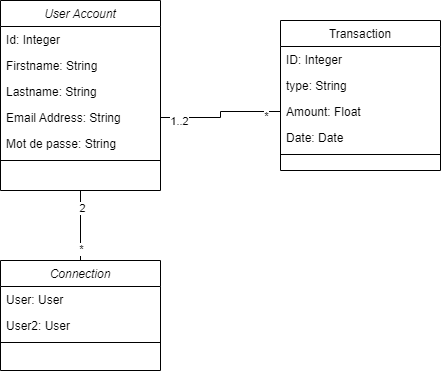 User Account
Id: Integer
Firstname: String
Lastname: String
Email Address: String
Mot de passe: String
1..2
*
Transaction
ID: Integer
type: String
Amount: Float
Date: Date
2
*
Connection
User: User
User2: User